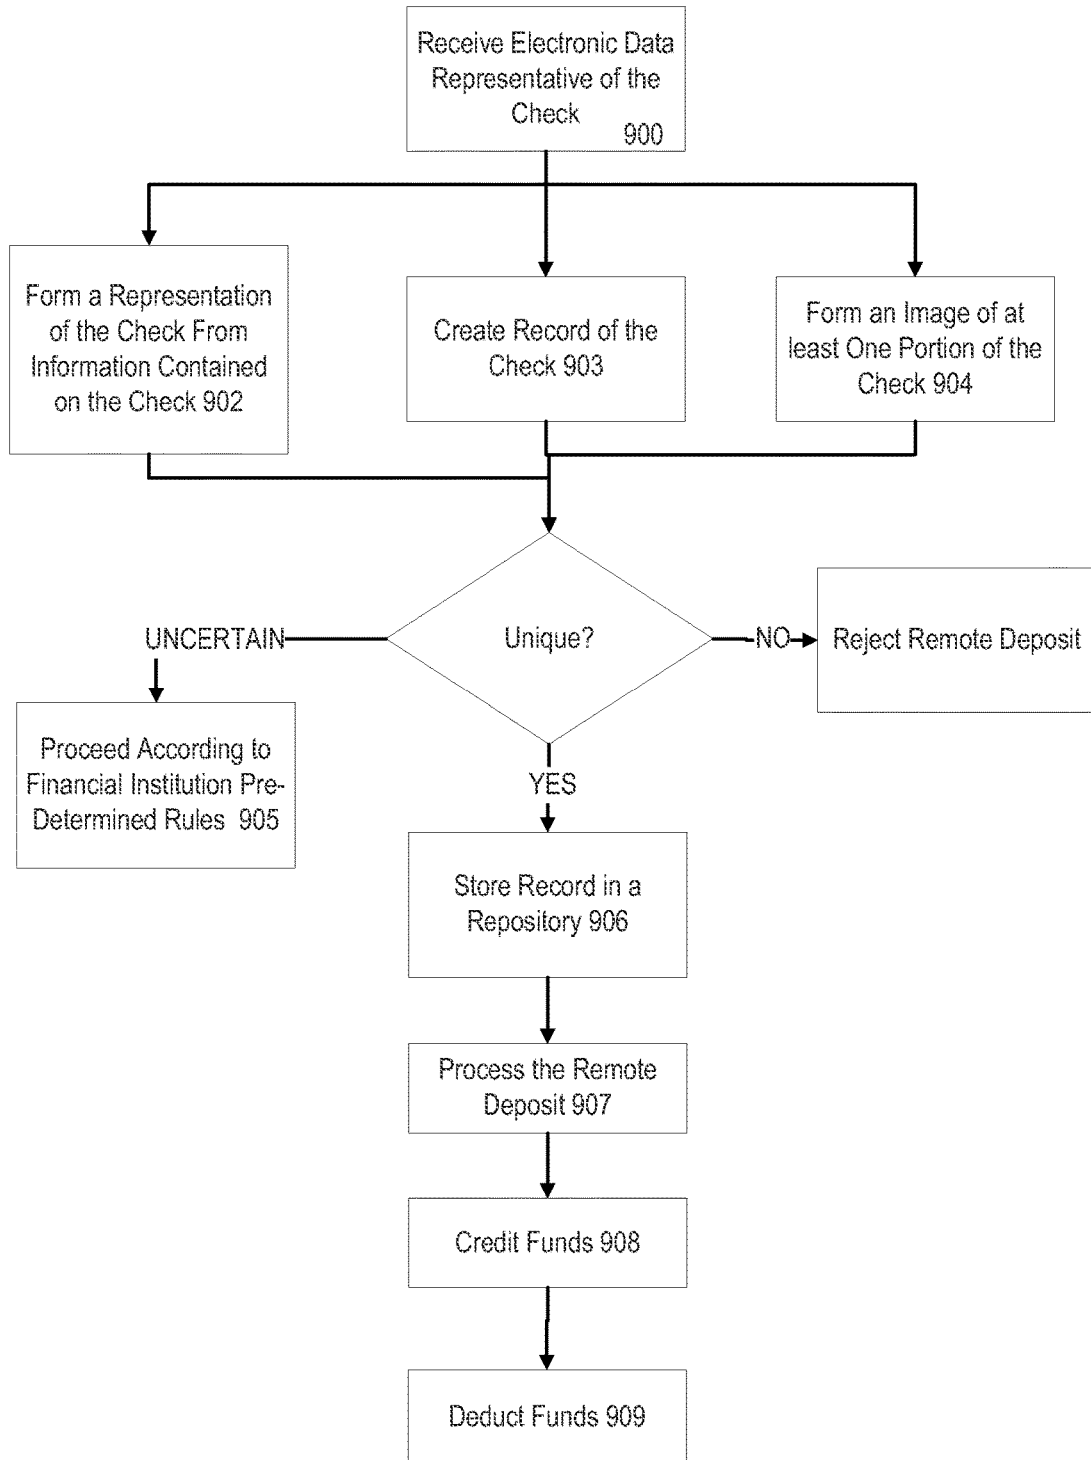 Receive Electronic Data
Representative of the
Check
900
Form a Representation
of the Check From
Information Contained
on the Check 902
Create Record of the
Check 903
Form an Image of at
least One Portion of the
Check 904
Unique?
UNCERTAIN
NO
Reject Remote Deposit
Proceed According to
Financial Institution Pre-
Determined Rules 905
YES
Store Record in a
Repository 906
Process the Remote
Deposit 907
Credit Funds 908
Deduct Funds 909